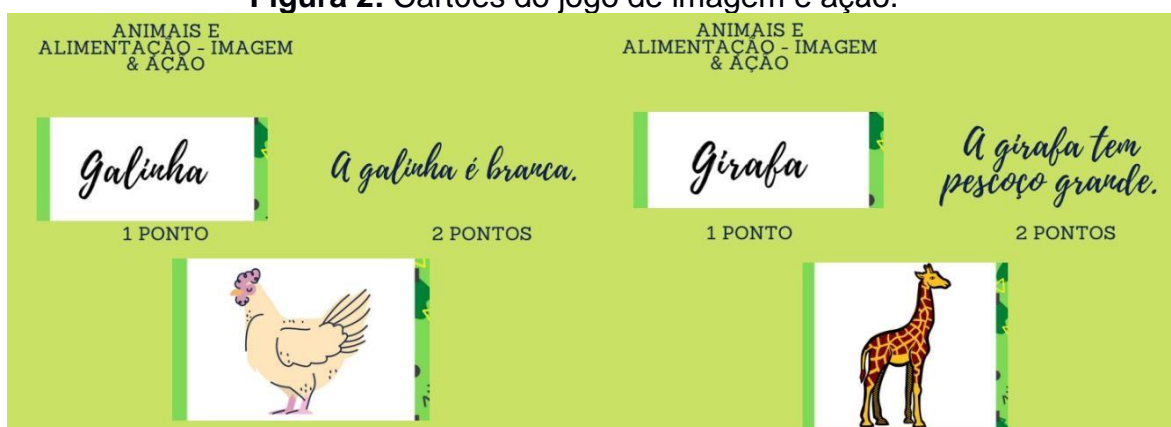 Figura 2: Cartões do jogo de imagem e ação.
ANIMAIS E
ALIMENTAÇÃO - IMAGEM
& AÇÃO
Galinha
A galinha é branca.
1 PONTO
2 PONTOS
ANIMAIS E
ALIMENTAÇÃO - IMAGEM
& AÇÃO
Girafa
A girafa tem
pescoço grande.
1 PONTO
2 PONTOS